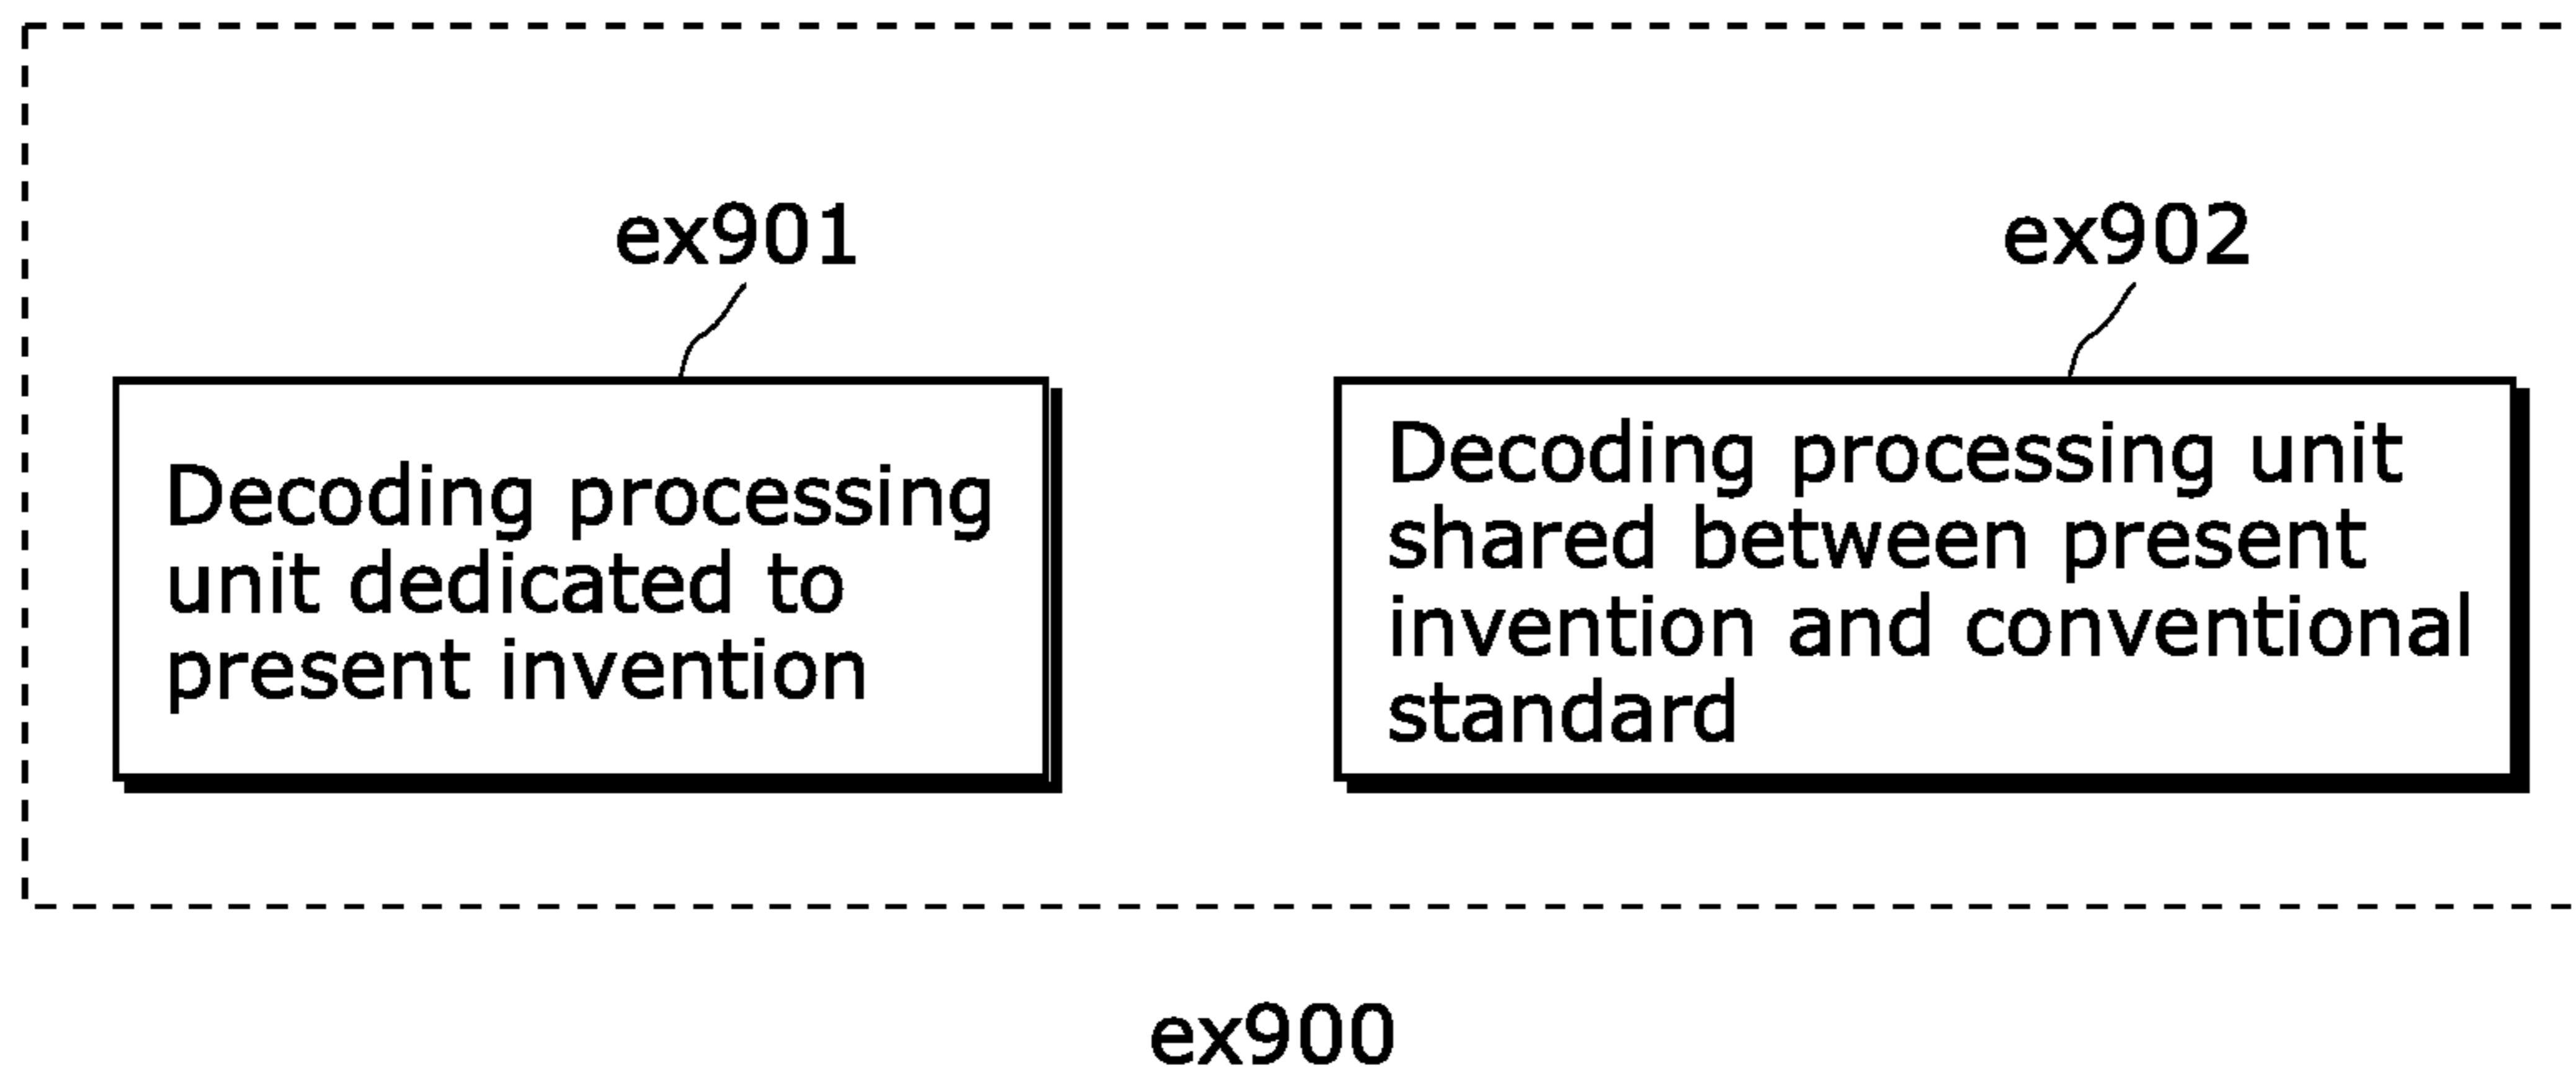 ex901
Decoding processing
unit dedicated to
present invention
ex902
Decoding processing unit
shared between present
invention and conventional
standard
ex900